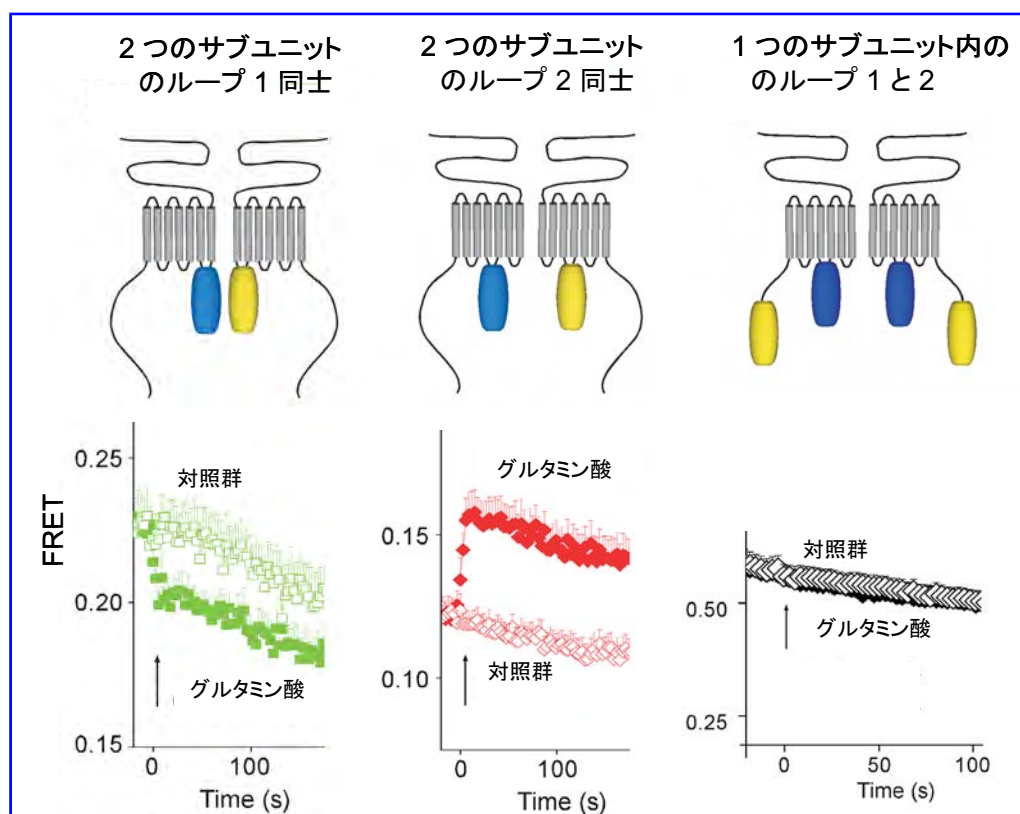 2 つのサブユニット
のループ 1 同士
2 つのサブユニット
のループ 2 同士
1 つのサブユニット内の
のループ 1 と 2
FRET
0.25
0.20
0.15
対照群
グルタミン酸
0
100
Time (s)
0.15
0.10
グルタミン酸
対照群
0
100
Time (s)
0.50
0.25
対照群
グルタミン酸
0
50
100
Time (s)